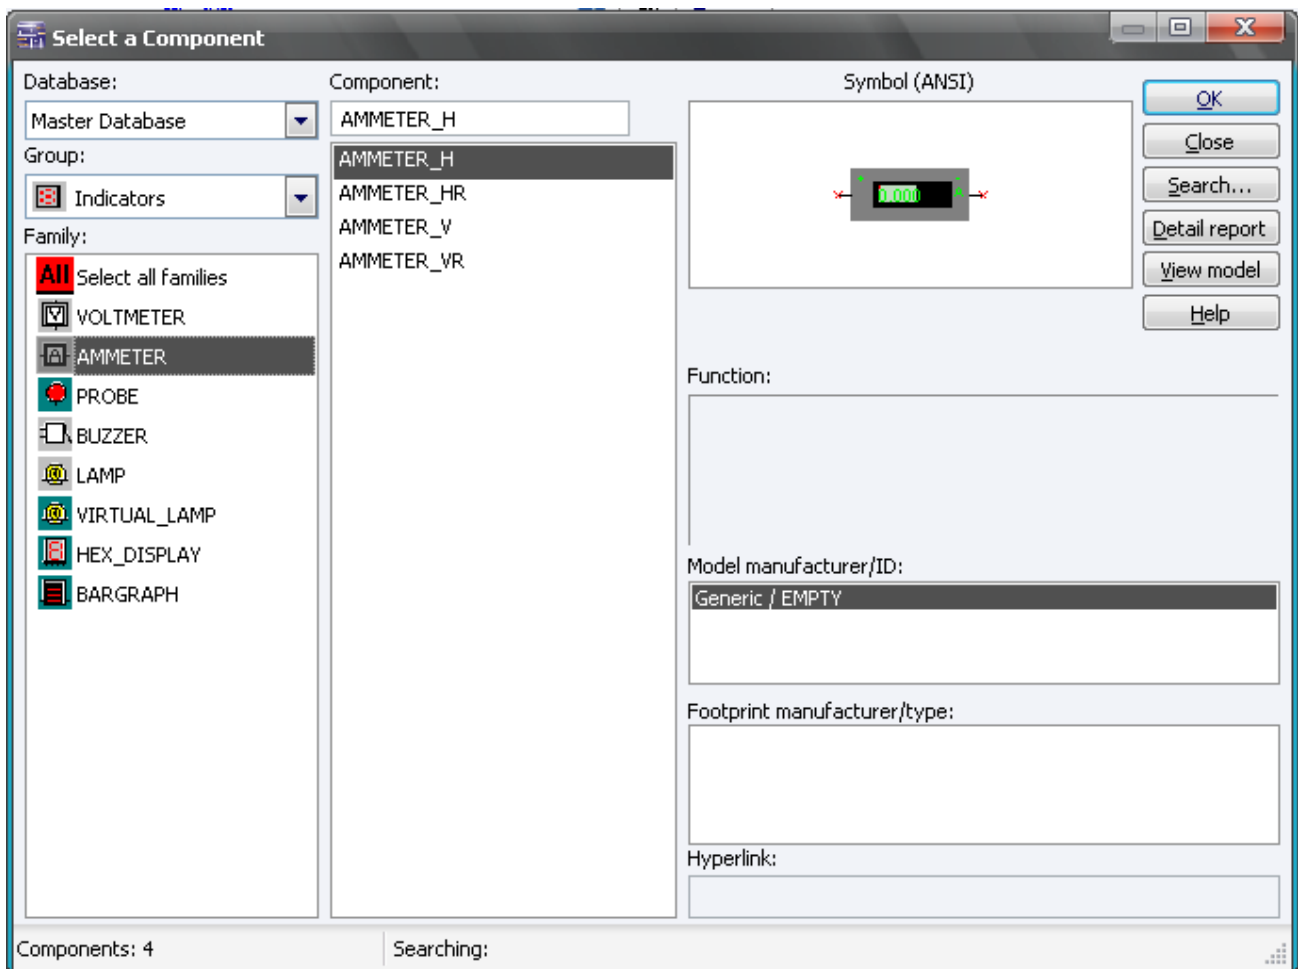 Select a Component
Database:
Master Database
Group:
Indicators
Family:
All Select all families
VOLTMETER
AMMETER
PROBE
BUZZER
LAMP
VIRTUAL_LAMP
HEX_DISPLAY
BARGRAPH
Component:
AMMETER_H
AMMETER_H
AMMETER_HR
AMMETER_V
AMMETER_VR
Symbol (ANSI)
0.000
OK
Close
Search...
Detail report
View model
Help
Function:
Model manufacturer/ID:
Generic / EMPTY
Footprint manufacturer/type:
Hyperlink:
Components: 4
Searching: